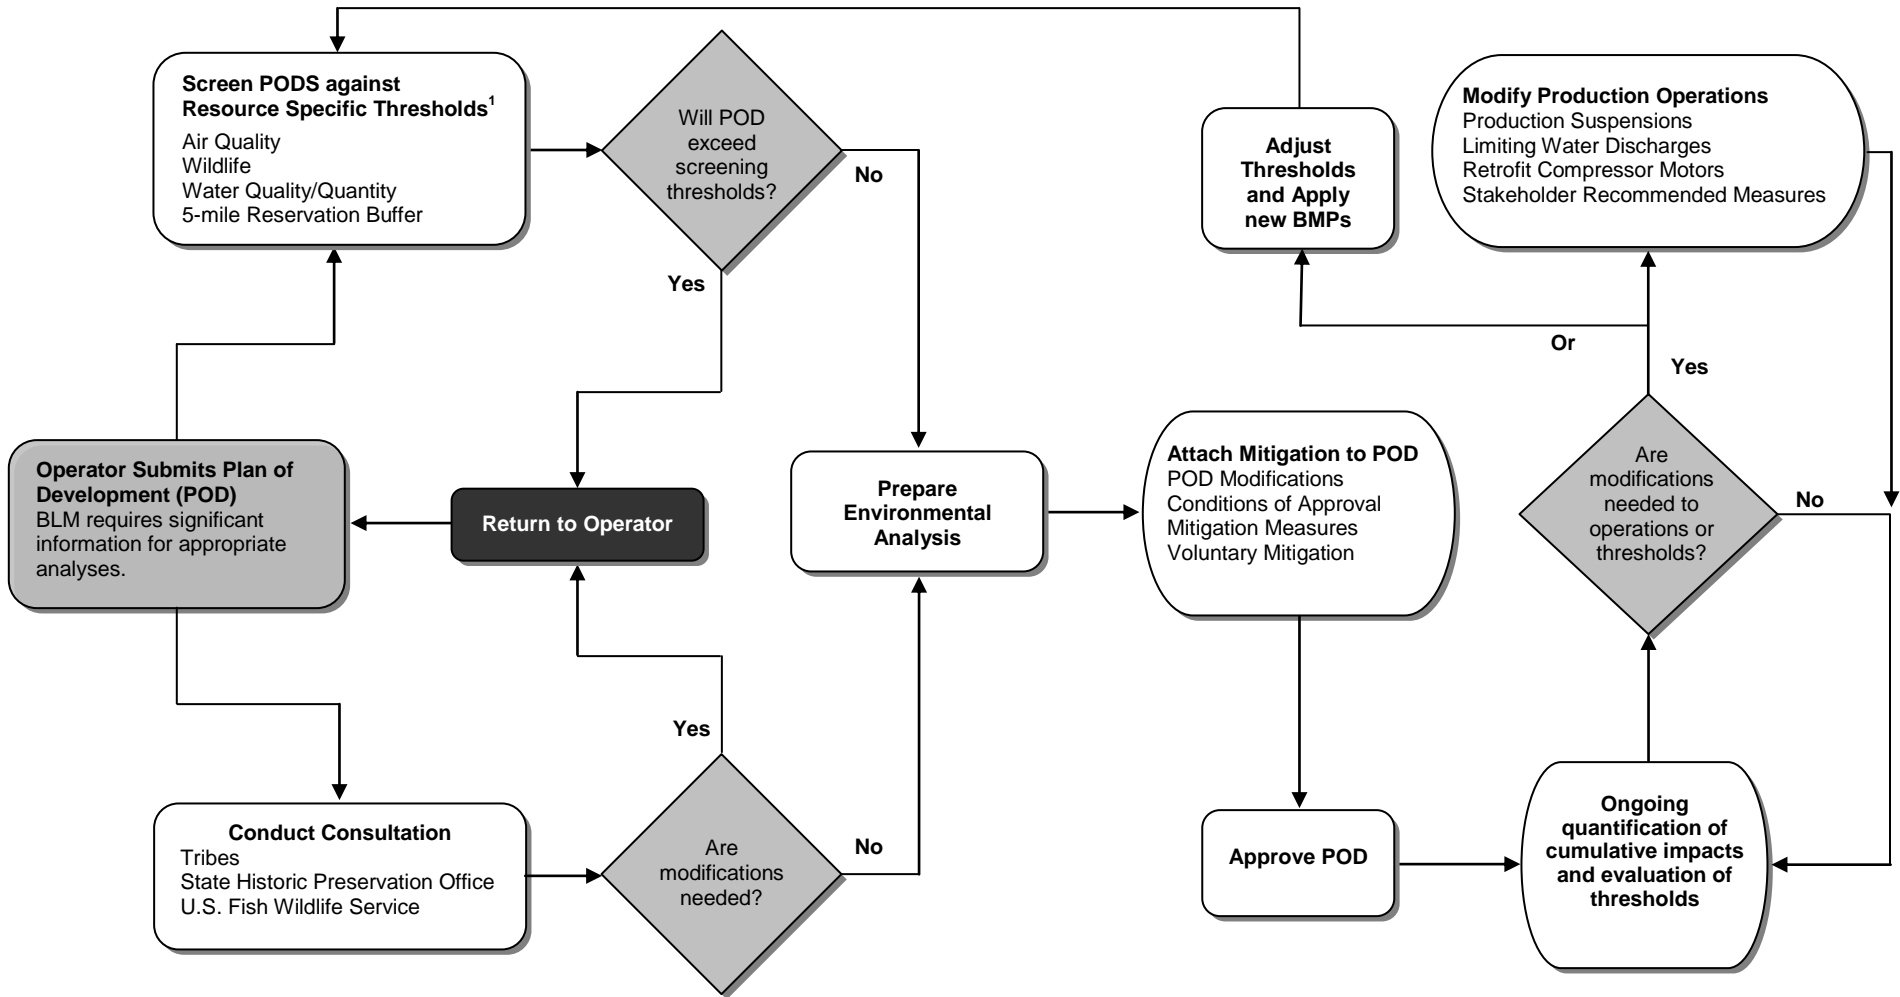 Screen PODS against
Resource Specific Thresholds¹
Air Quality
Wildlife
Water Quality/Quantity
5-mile Reservation Buffer
Will POD
exceed
screening
thresholds?
No
Yes
Adjust
Thresholds
and Apply
new BMPs
Modify Production Operations
Production Suspensions
Limiting Water Discharges
Retrofit Compressor Motors
Stakeholder Recommended Measures
Or
Yes
Operator Submits Plan of
Development (POD)
BLM requires significant
information for appropriate
analyses.
Return to Operator
Prepare
Environmental
Analysis
Attach Mitigation to POD
POD Modifications
Conditions of Approval
Mitigation Measures
Voluntary Mitigation
Are
modifications
needed to
operations or
thresholds?
No
Yes
Conduct Consultation
Tribes
State Historic Preservation Office
U.S. Fish Wildlife Service
Are
modifications
needed?
No
Approve POD
Ongoing
quantification of
cumulative impacts
and evaluation of
thresholds